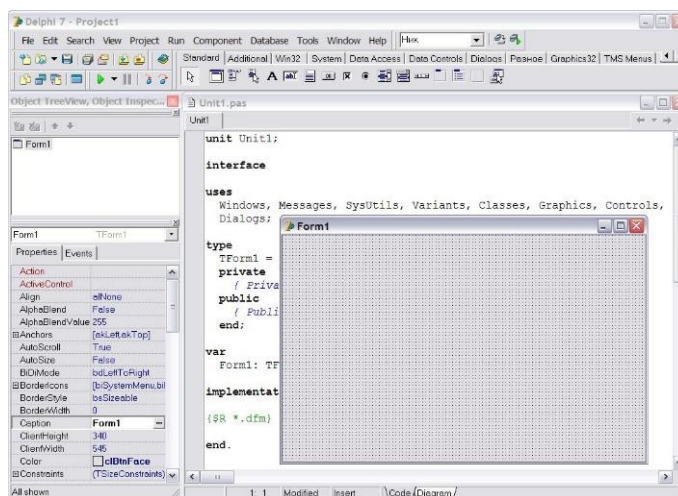 Delphi 7 - Project1
File Edit Search View Project Run Component Database Tools Window Help
Standard Additional Win32 System Data Access Data Controls Dialogs Разное Graphics32 TMS Menus
Object TreeView, Object Inspec...
Form1
Form1 TForm1
Properties Events
Action
ActiveControl
Align alNone
AlphaBlend False
AlphaBlendValue 255
Anchors [akLeft,akTop]
AutoScroll True
AutoSize False
BiDiMode bdLeftToRight
BorderIcons [biSystemMenu,bi
BorderStyle bsSizeable
BorderWidth 0
Caption Form1
ClientHeight 340
ClientWidth 545
Color clBtnFace
Constraints (TSizeConstraints)
All shown
Unit1.pas
Unit1
unit Unit1;
interface
uses
Windows, Messages, SysUtils, Variants, Classes, Graphics, Controls,
Dialogs;
type
TForm1 =
private
{ Priva
public
{ Publi
end;
var
Form1: TF
implementat
{$R *.dfm}
end.
1: 1 Modified Insert Code Diagram
Form1